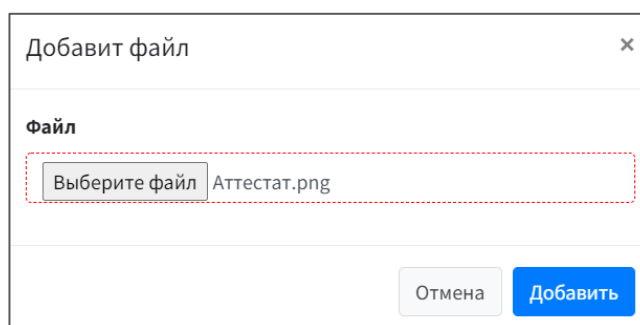 Добавит файл ×
Файл
Выберите файл Аттестат.png
Отмена Добавить